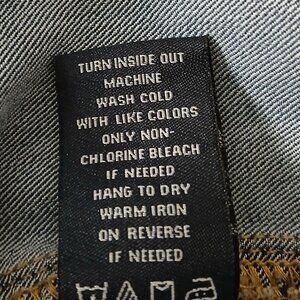 TURN INSIDE OUT
MACHINE
WASH COLD
WITH LIKE COLORS
ONLY NON-
CHLORINE BLEACH
IF NEEDED
HANG TO DRY
WARM IRON
ON REVERSE
IF NEEDED